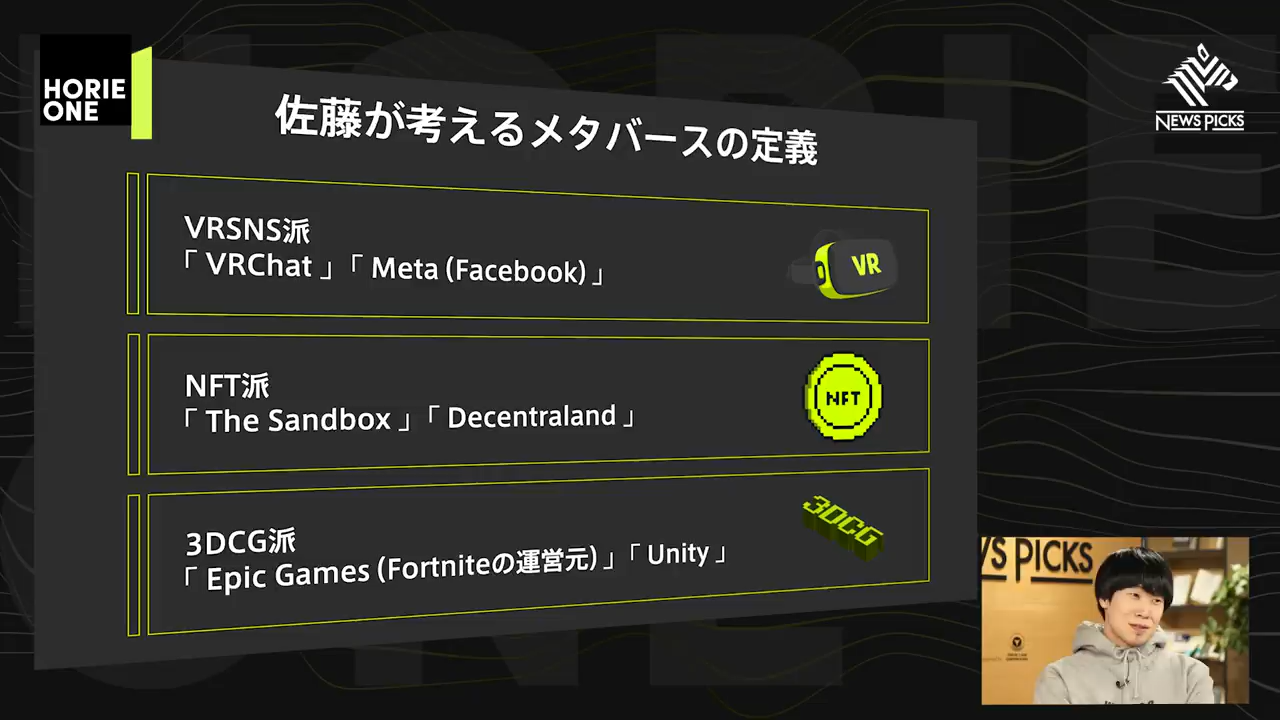 HORIE
ONE
NEWS PICKS
佐藤が考えるメタバースの定義
VRSNS派
「 VRChat 」「 Meta (Facebook) 」
VR
NFT派
「 The Sandbox 」「 Decentraland 」
NFT
3DCG派
「 Epic Games (Fortniteの運営元) 」「 Unity 」
3DCG
WS PICKS